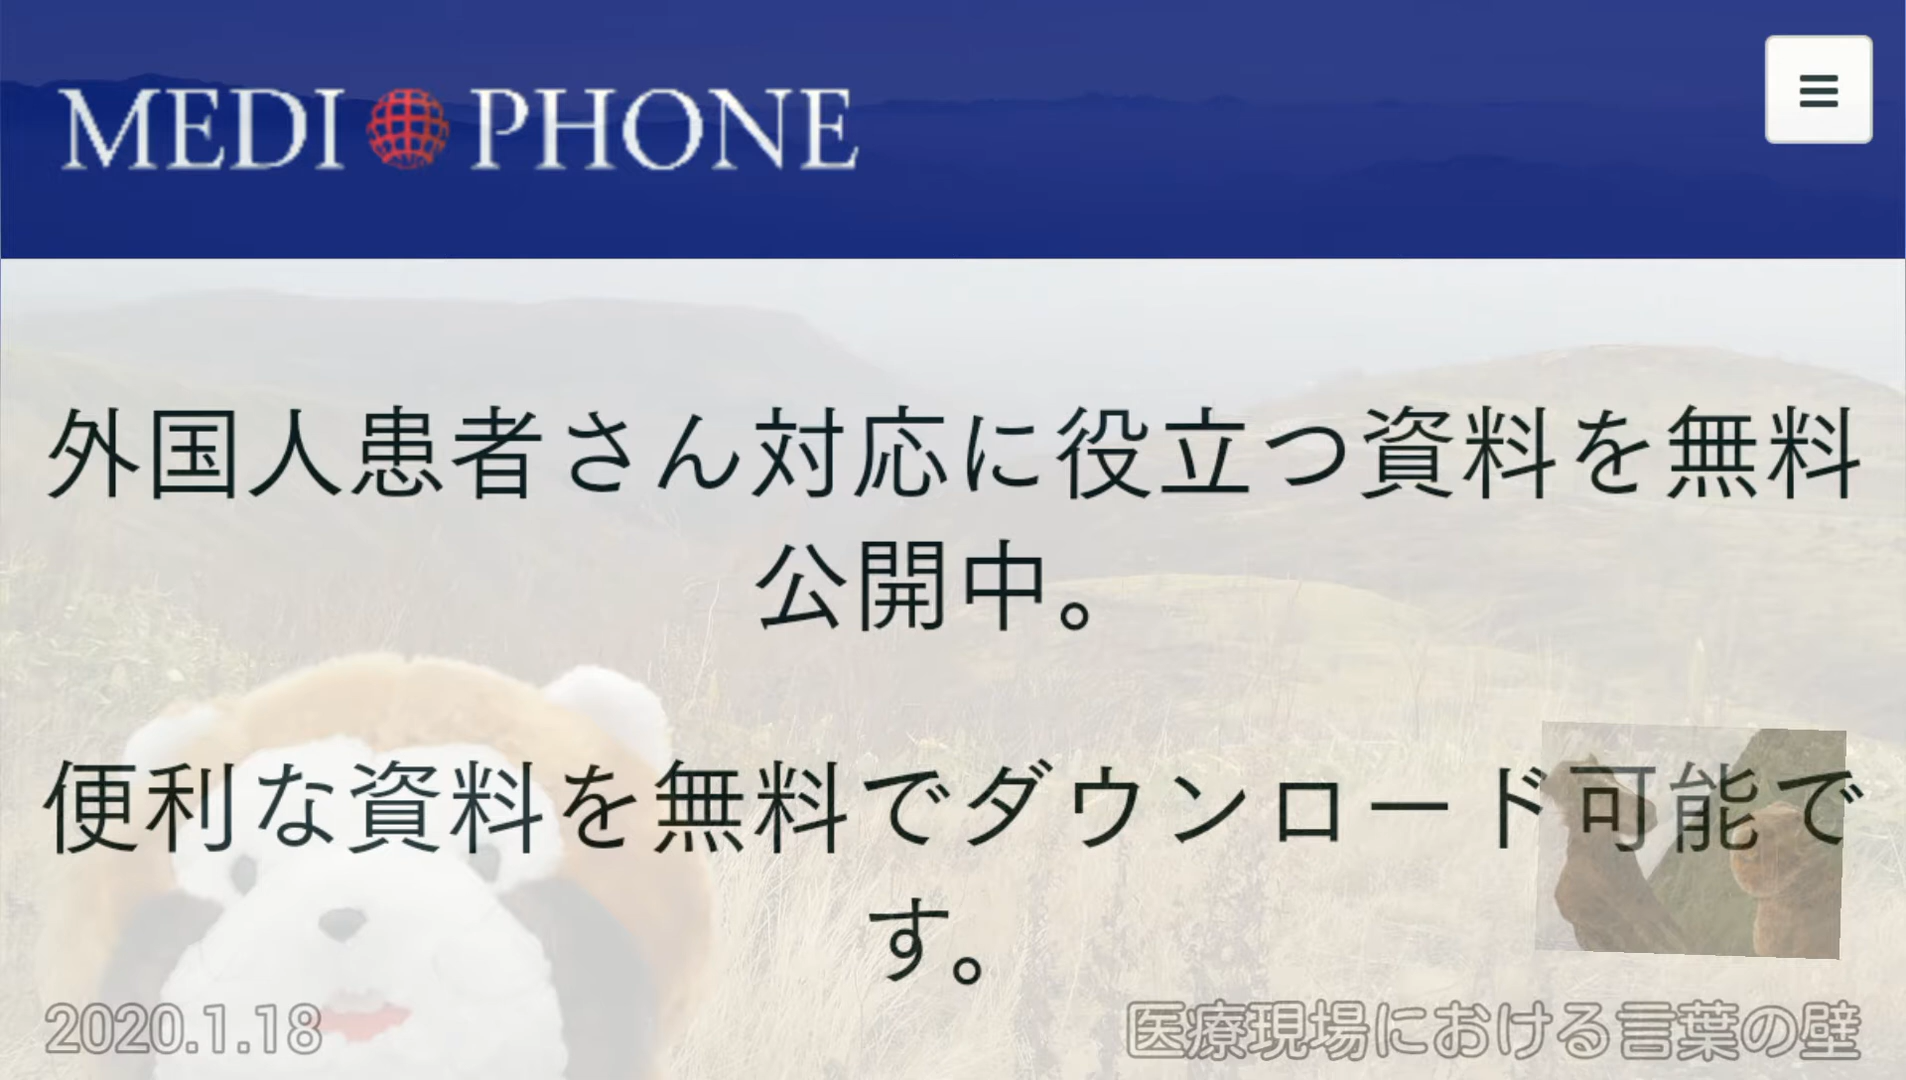 MEDI PHONE
外国人患者さん対応に役立つ資料を無料
公開中。
便利な資料を無料でダウンロード可能で
す。
2020.1.18
医療現場における言葉の壁